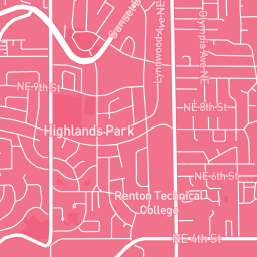 Sunset
Lynnwood Ave NE
Olympia Ave NE
NE 9th St
NE 8th St
Highlands Park
NE 6th St
Renton Technical
College
NE 4th St